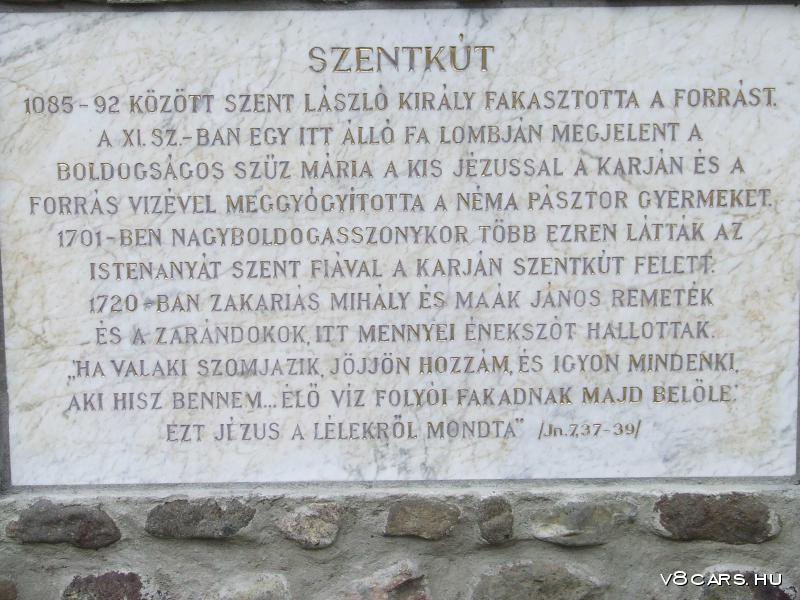 SZENTKÚT
1085-92 KÖZÖTT SZENT LÁSZLÓ KIRÁLY FAKASZTOTTA A FORRÁST.
A XI. SZ.-BAN EGY ITT ÁLLÓ FA LOMBJÁN MEGJELENT A
BOLDOGSÁGOS SZŰZ MÁRIA A KIS JÉZUSSAL A KARJÁN ÉS A
FORRÁS VIZÉVEL MEGGYÓGYÍTOTTA A NÉMA PÁSZTOR GYERMEKET.
1701-BEN NAGYBOLDOGASSZONYKOR TÖBB EZREN LÁTTÁK AZ
ISTENANYÁT SZENT FIÁVAL A KARJÁN SZENTKÚT FELETT.
1720-BAN ZAKARIÁS MIHÁLY ÉS MAÁK JÁNOS REMETÉK
ÉS A ZARÁNDOKOK, ITT MENNYEI ÉNEKSZÓT HALLOTTAK.
„HA VALAKI SZOMJAZIK, JÖJJÖN HOZZÁM, ÉS IGYON MINDENKI,
AKI HISZ BENNEM... ÉLŐ VÍZ FOLYÓI FAKADNAK MAJD BELŐLE.
EZT JÉZUS A LÉLEKRŐL MONDTA" /Jn.7,37-39/
V8CARS.HU